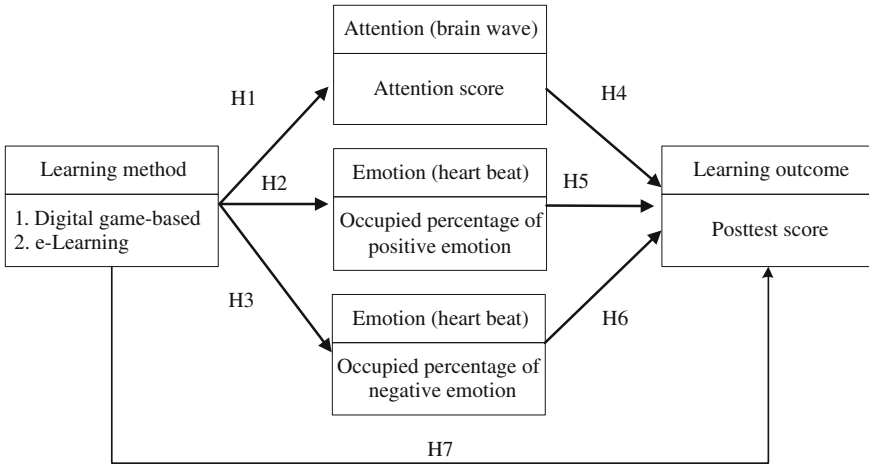 Attention (brain wave)
Attention score
H1
H4
Learning method
1. Digital game-based
2. e-Learning
H2
Emotion (heart beat)
Occupied percentage of
positive emotion
H5
Learning outcome
Posttest score
H3
Emotion (heart beat)
Occupied percentage of
negative emotion
H6
H7